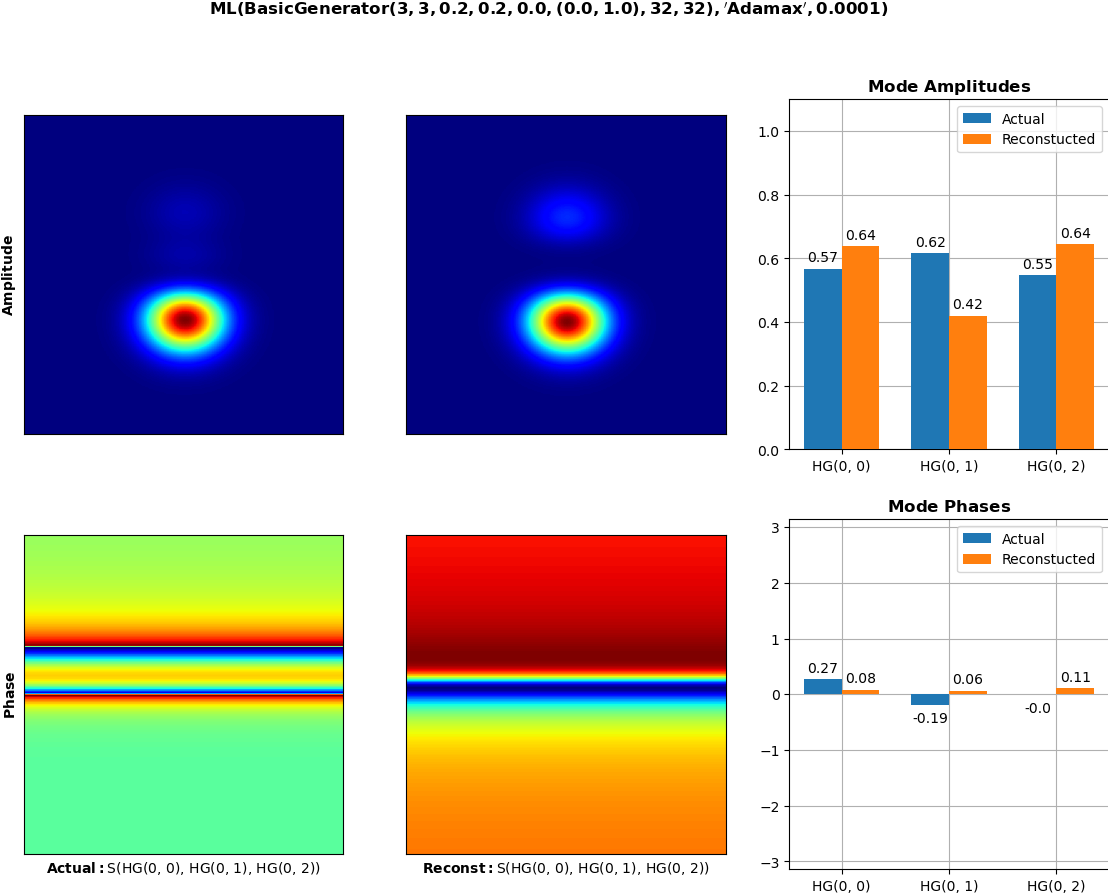 ML(BasicGenerator(3, 3, 0.2, 0.2, 0.0, (0.0, 1.0), 32, 32), ′Adamax′, 0.0001)
Amplitude
Mode Amplitudes
Actual
Reconstucted
1.0
0.8
0.6
0.4
0.2
0.0
0.57
0.64
0.62
0.42
0.55
0.64
HG(0, 0)
HG(0, 1)
HG(0, 2)
Phase
Actual: S(HG(0, 0), HG(0, 1), HG(0, 2))
Reconst: S(HG(0, 0), HG(0, 1), HG(0, 2))
Mode Phases
Actual
Reconstucted
3
2
1
0
−1
−2
−3
0.27
0.08
-0.19
0.06
-0.0
0.11
HG(0, 0)
HG(0, 1)
HG(0, 2)